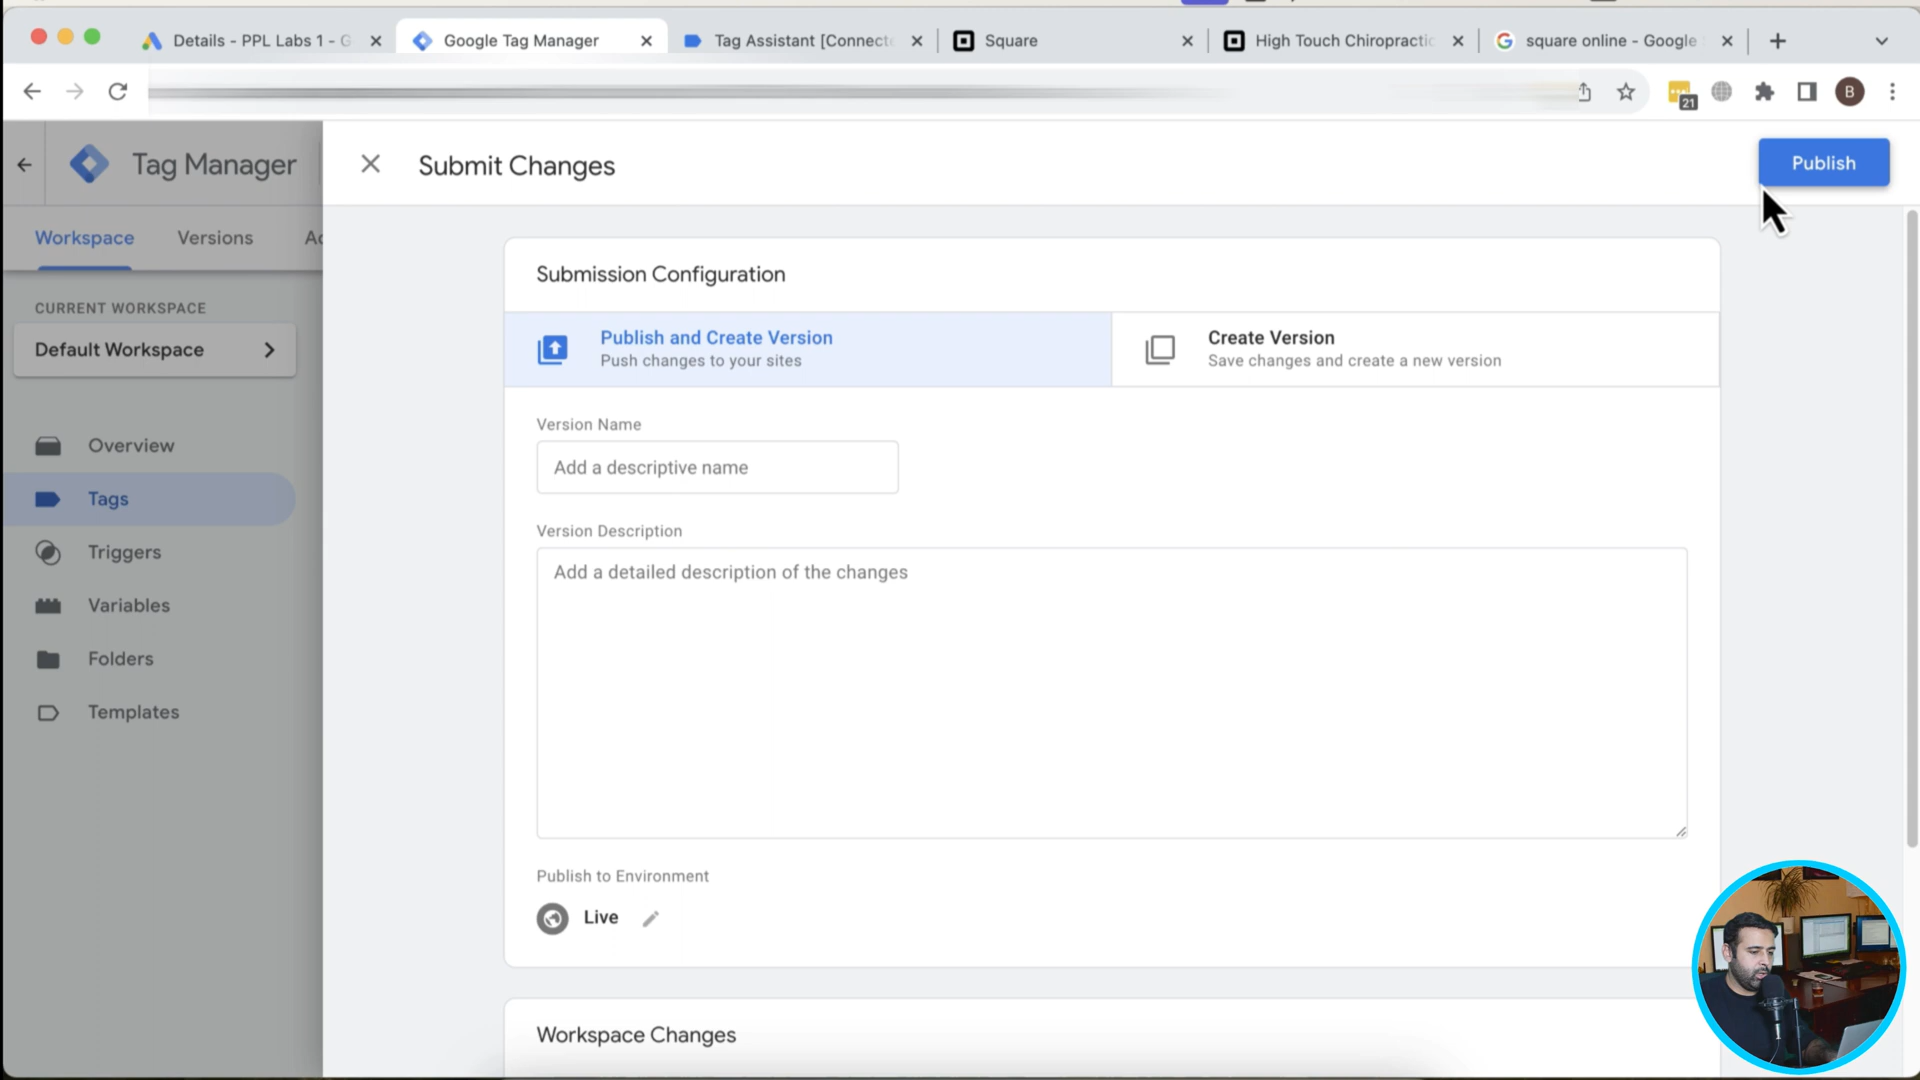 Details - PPL Labs 1 - G
Google Tag Manager
Tag Assistant [Connecte
Square
High Touch Chiropractic
square online - Google
21
B
Tag Manager
Submit Changes
Publish
Workspace
Versions
Ac
Submission Configuration
CURRENT WORKSPACE
Default Workspace
Publish and Create Version
Push changes to your sites
Create Version
Save changes and create a new version
Version Name
Add a descriptive name
Overview
Tags
Triggers
Variables
Folders
Templates
Version Description
Add a detailed description of the changes
Publish to Environment
Live
Workspace Changes